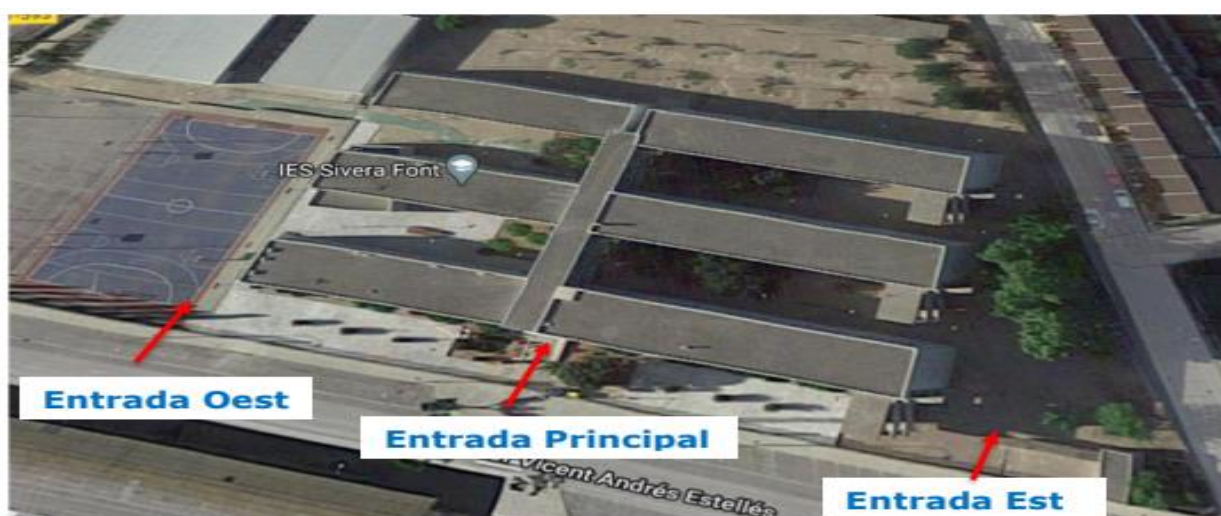 IES Sivera Font
Entrada Oest
Entrada Principal
Vicent Andrés Estellés
Entrada Est